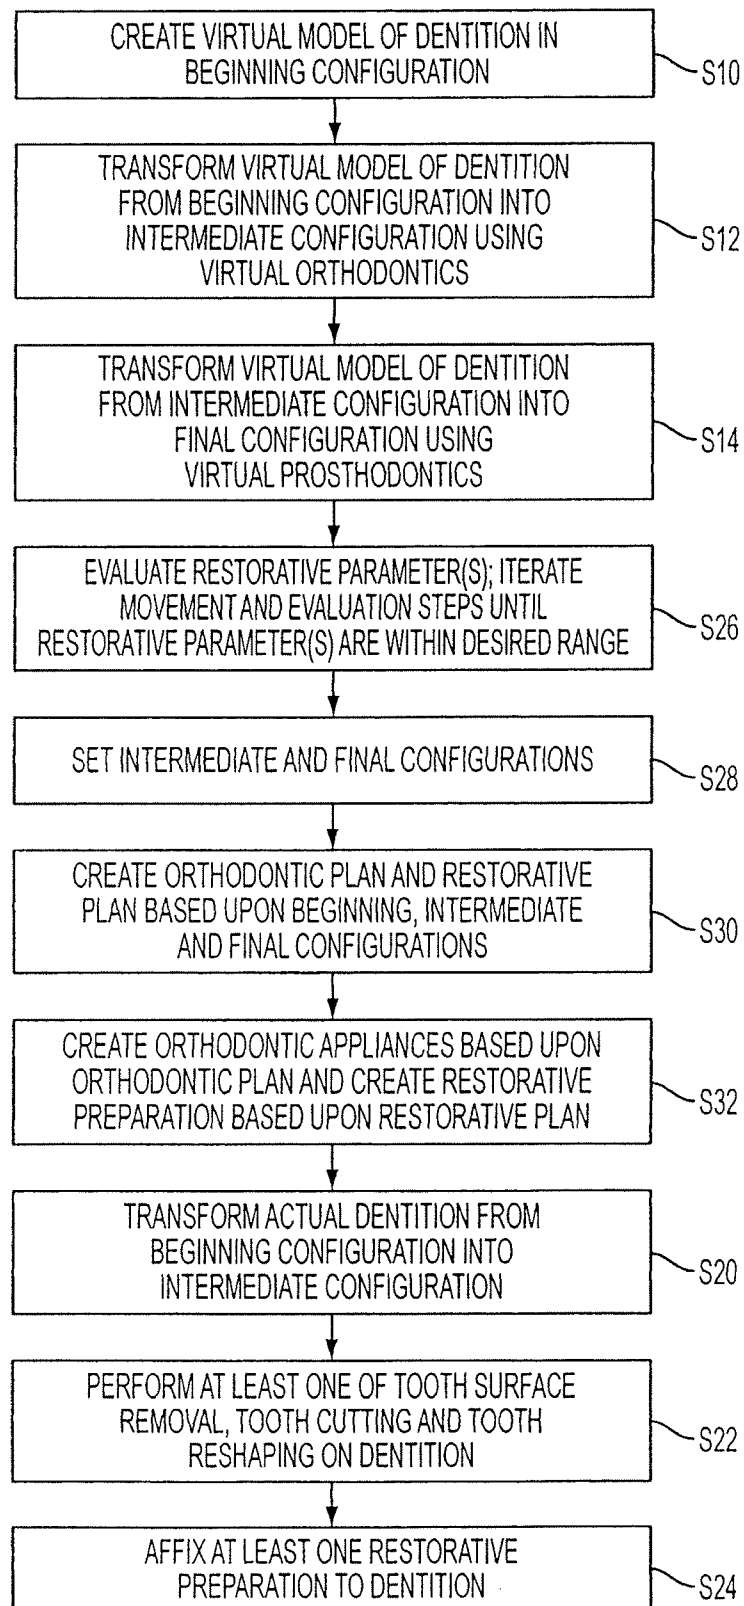 CREATE VIRTUAL MODEL OF DENTITION IN
BEGINNING CONFIGURATION
S10
TRANSFORM VIRTUAL MODEL OF DENTITION
FROM BEGINNING CONFIGURATION INTO
INTERMEDIATE CONFIGURATION USING
VIRTUAL ORTHODONTICS
S12
TRANSFORM VIRTUAL MODEL OF DENTITION
FROM INTERMEDIATE CONFIGURATION INTO
FINAL CONFIGURATION USING
VIRTUAL PROSTHODONTICS
S14
EVALUATE RESTORATIVE PARAMETER(S); ITERATE
MOVEMENT AND EVALUATION STEPS UNTIL
RESTORATIVE PARAMETER(S) ARE WITHIN DESIRED RANGE
S26
SET INTERMEDIATE AND FINAL CONFIGURATIONS
S28
CREATE ORTHODONTIC PLAN AND RESTORATIVE
PLAN BASED UPON BEGINNING, INTERMEDIATE
AND FINAL CONFIGURATIONS
S30
CREATE ORTHODONTIC APPLIANCES BASED UPON
ORTHODONTIC PLAN AND CREATE RESTORATIVE
PREPARATION BASED UPON RESTORATIVE PLAN
S32
TRANSFORM ACTUAL DENTITION FROM
BEGINNING CONFIGURATION INTO
INTERMEDIATE CONFIGURATION
S20
PERFORM AT LEAST ONE OF TOOTH SURFACE
REMOVAL, TOOTH CUTTING AND TOOTH
RESHAPING ON DENTITION
S22
AFFIX AT LEAST ONE RESTORATIVE
PREPARATION TO DENTITION
S24